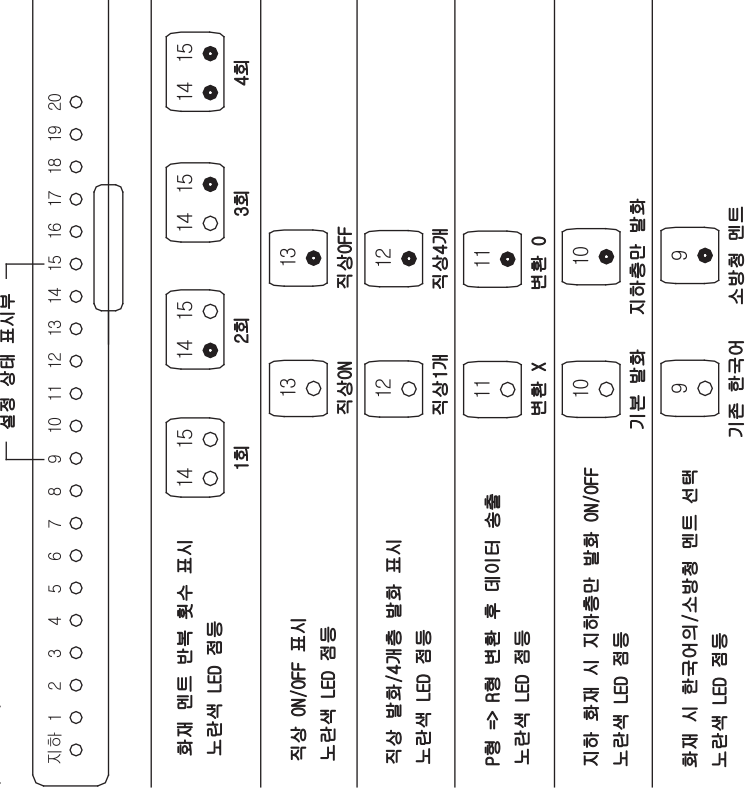 설정 상태 표시부
지하 1 2 3 4 5 6 7 8 9 10 11 12 13 14 15 16 17 18 19 20
화재 멘트 반복 횟수 표시
노란색 LED 점등
14 15
1회
14 15
2회
14 15
3회
14 15
4회
직상 ON/OFF 표시
노란색 LED 점등
13
직상ON
13
직상OFF
직상 발화/4개층 발화 표시
노란색 LED 점등
12
직상1개
12
직상4개
P형 => R형 변환 후 데이터 송출
노란색 LED 점등
11
변환 X
11
변환 O
지하 화재 시 지하층만 발화 ON/OFF
노란색 LED 점등
10
기본 발화
10
지하층만 발화
화재 시 한국어의/소방청 멘트 선택
노란색 LED 점등
9
기존 한국어
9
소방청 멘트